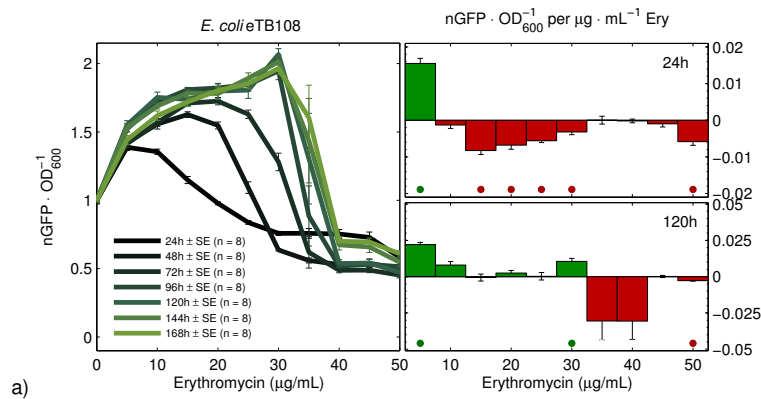 E. coli eTB108
nGFP · OD₆₀₀⁻¹
2
1.5
1
0.5
0
24h ± SE (n = 8)
48h ± SE (n = 8)
72h ± SE (n = 8)
96h ± SE (n = 8)
120h ± SE (n = 8)
144h ± SE (n = 8)
168h ± SE (n = 8)
0 10 20 30 40 50
Erythromycin (μg/mL)
nGFP · OD₆₀₀⁻¹ per μg · mL⁻¹ Ery
24h
0.02
0.01
0
−0.01
−0.02
120h
0.05
0.025
0
−0.025
−0.05
10 20 30 40 50
Erythromycin (μg/mL)
a)